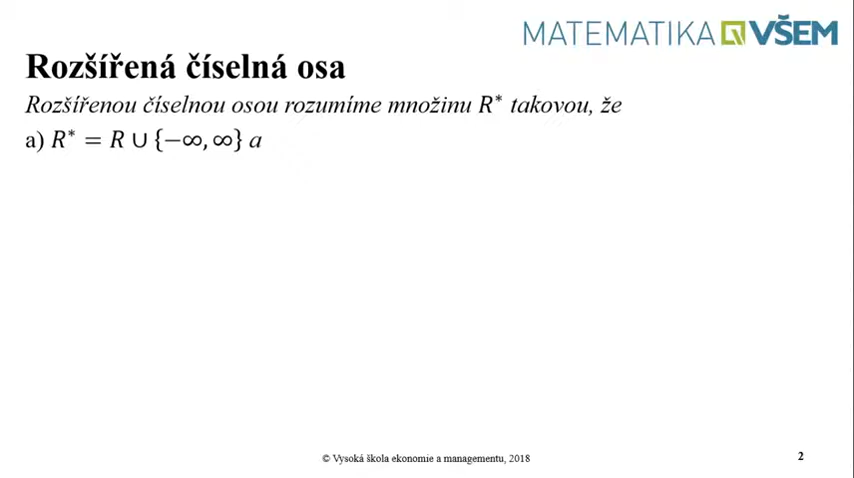 MATEMATIKA VŠEM
Rozšířená číselná osa
Rozšířenou číselnou osou rozumíme množinu R* takovou, že
a) R* = R ∪ {−∞, ∞} a
© Vysoká škola ekonomie a managementu, 2018
2